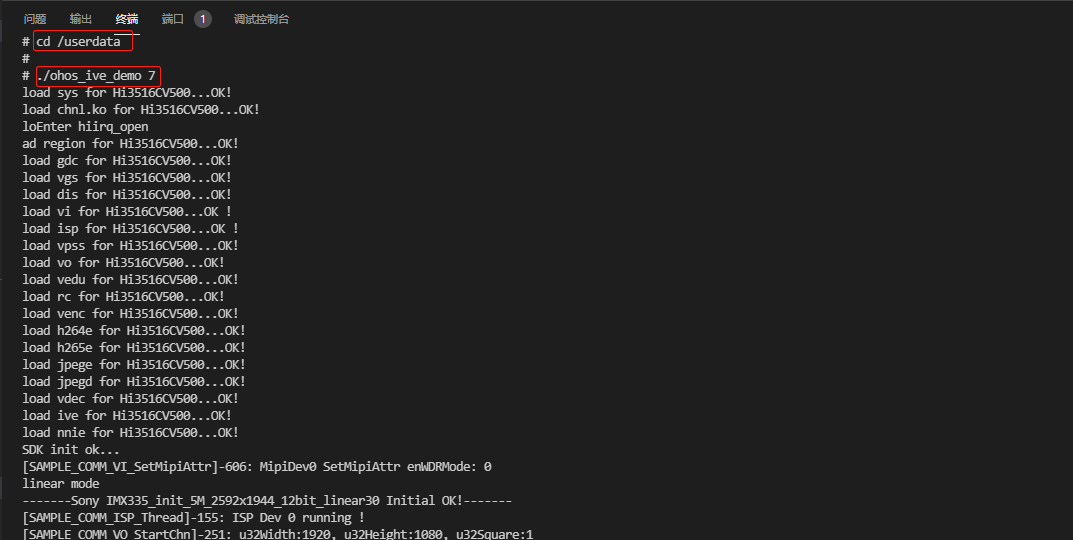 问题 输出 终端 端口 1 调试控制台
# cd /userdata
#
# ./ohos_ive_demo 7
load sys for Hi3516CV500...OK!
load chnl.ko for Hi3516CV500...OK!
loEnter hiirq_open
ad region for Hi3516CV500...OK!
load gdc for Hi3516CV500...OK!
load vgs for Hi3516CV500...OK!
load dis for Hi3516CV500...OK!
load vi for Hi3516CV500...OK !
load isp for Hi3516CV500...OK !
load vpss for Hi3516CV500...OK!
load vo for Hi3516CV500...OK!
load vedu for Hi3516CV500...OK!
load rc for Hi3516CV500...OK!
load venc for Hi3516CV500...OK!
load h264e for Hi3516CV500...OK!
load h265e for Hi3516CV500...OK!
load jpege for Hi3516CV500...OK!
load jpegd for Hi3516CV500...OK!
load vdec for Hi3516CV500...OK!
load ive for Hi3516CV500...OK!
load nnie for Hi3516CV500...OK!
SDK init ok...
[SAMPLE_COMM_VI_SetMipiAttr]-606: MipiDev0 SetMipiAttr enWDRMode: 0
linear mode
-------Sony IMX335_init_5M_2592x1944_12bit_linear30 Initial OK!-------
[SAMPLE_COMM_ISP_Thread]-155: ISP Dev 0 running !
[SAMPLE_COMM_VO_StartChn]-251: u32Width:1920, u32Height:1080, u32Square:1